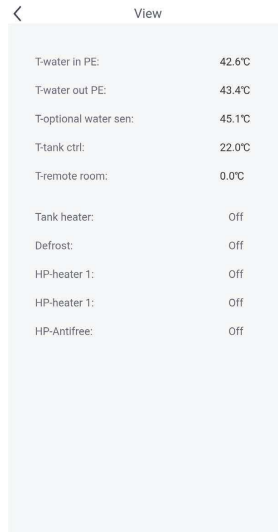 View
T-water in PE: 42.6℃
T-water out PE: 43.4℃
T-optional water sen: 45.1℃
T-tank ctrl: 22.0℃
T-remote room: 0.0℃
Tank heater: Off
Defrost: Off
HP-heater 1: Off
HP-heater 1: Off
HP-Antifree: Off